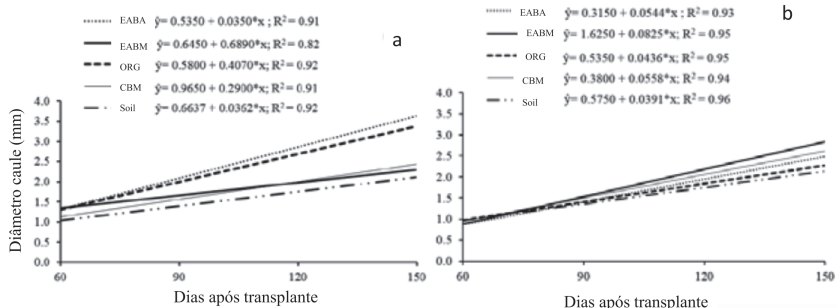 EABA ŷ= 0.5350 + 0.0350*x ; R² = 0.91
EABM ŷ= 0.6450 + 0.6890*x; R² = 0.82
ORG ŷ= 0.5800 + 0.4070*x; R² = 0.92
CBM ŷ= 0.9650 + 0.2900*x; R² = 0.91
Soil ŷ= 0.6637 + 0.0362*x; R² = 0.92
a
Diâmetro caule (mm)
4.0
3.5
3.0
2.5
2.0
1.5
1.0
0.5
0.0
60 90 120 150
Dias após transplante
EABA ŷ= 0.3150 + 0.0544*x ; R² = 0.93
EABM ŷ= 1.6250 + 0.0825*x; R² = 0.95
ORG ŷ= 0.5350 + 0.0436*x; R² = 0.95
CBM ŷ= 0.3800 + 0.0558*x; R² = 0.94
Soil ŷ= 0.5750 + 0.0391*x; R² = 0.96
b
4.0
3.5
3.0
2.5
2.0
1.5
1.0
0.5
0.0
60 90 120 150
Dias após transplante